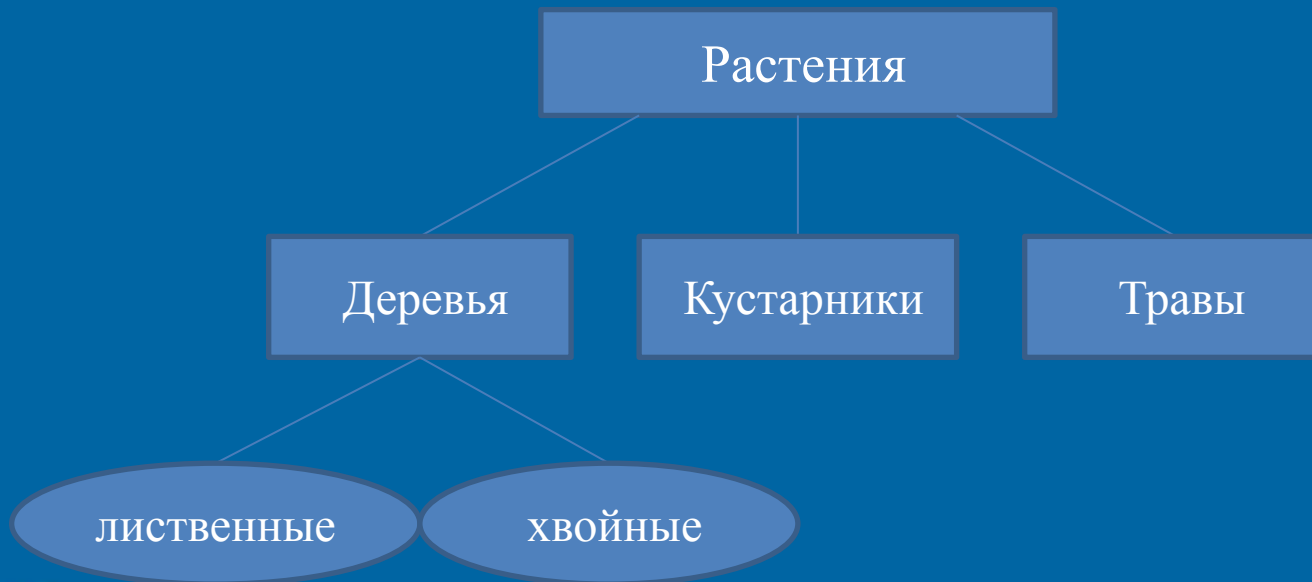 Растения
Деревья
Кустарники
Травы
лиственные
хвойные